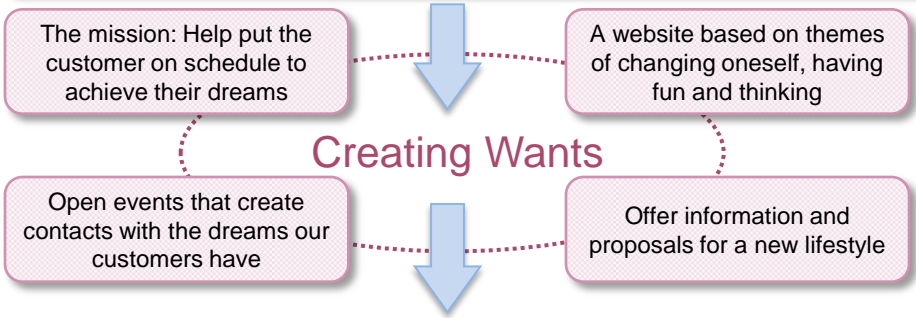 The mission: Help put the
customer on schedule to
achieve their dreams
A website based on themes
of changing oneself, having
fun and thinking
Creating Wants
Open events that create
contacts with the dreams our
customers have
Offer information and
proposals for a new lifestyle